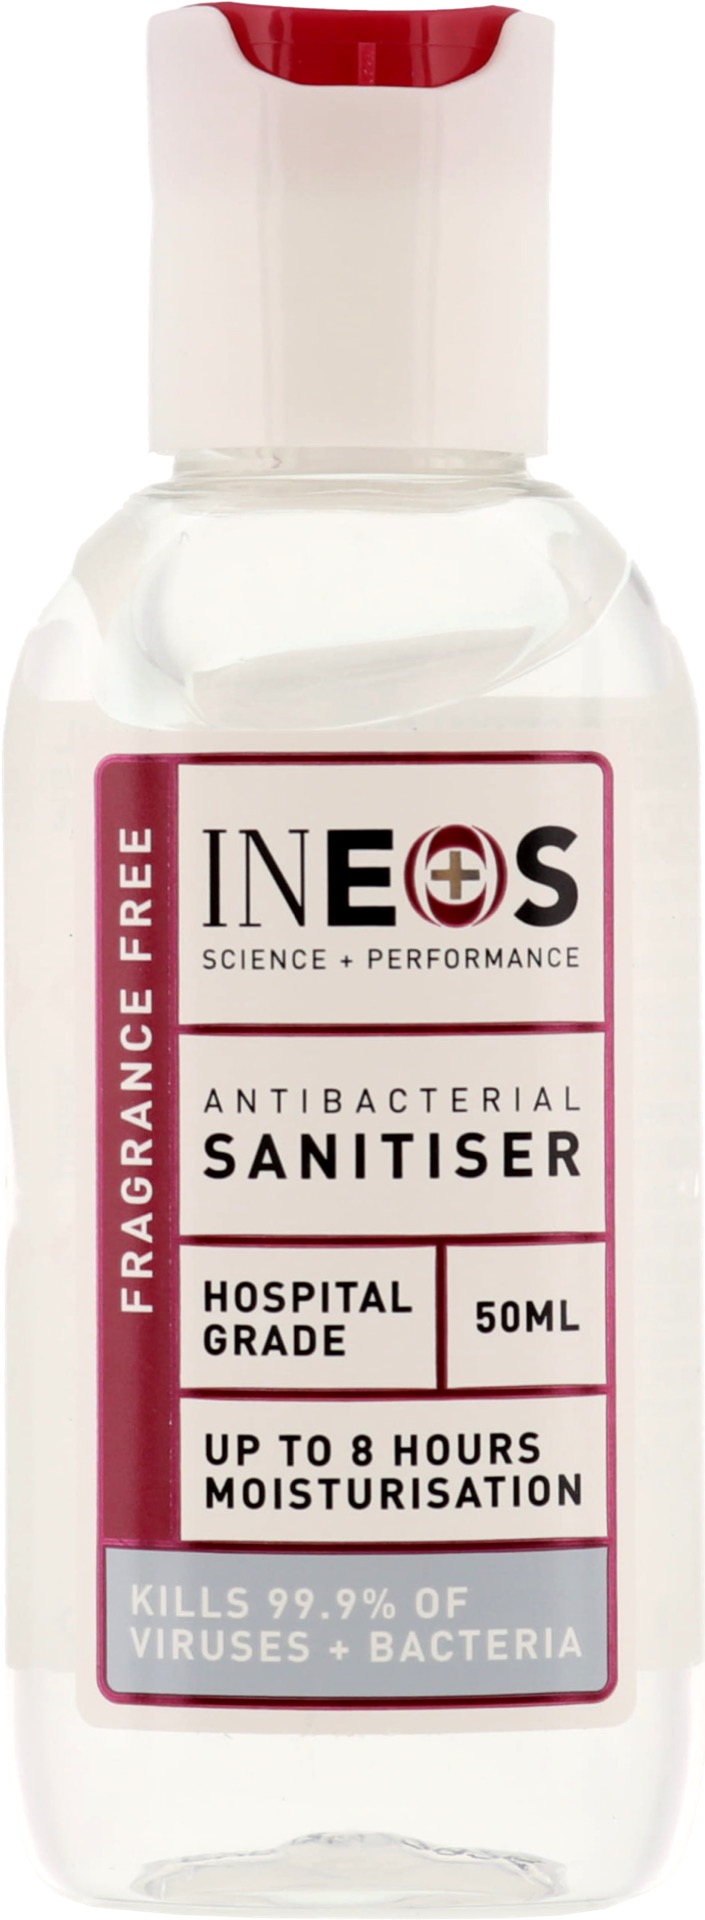 FRAGRANCE FREE
INEOS
SCIENCE + PERFORMANCE
ANTIBACTERIAL
SANITISER
HOSPITAL
GRADE
50ML
UP TO 8 HOURS
MOISTURISATION
KILLS 99.9% OF
VIRUSES + BACTERIA